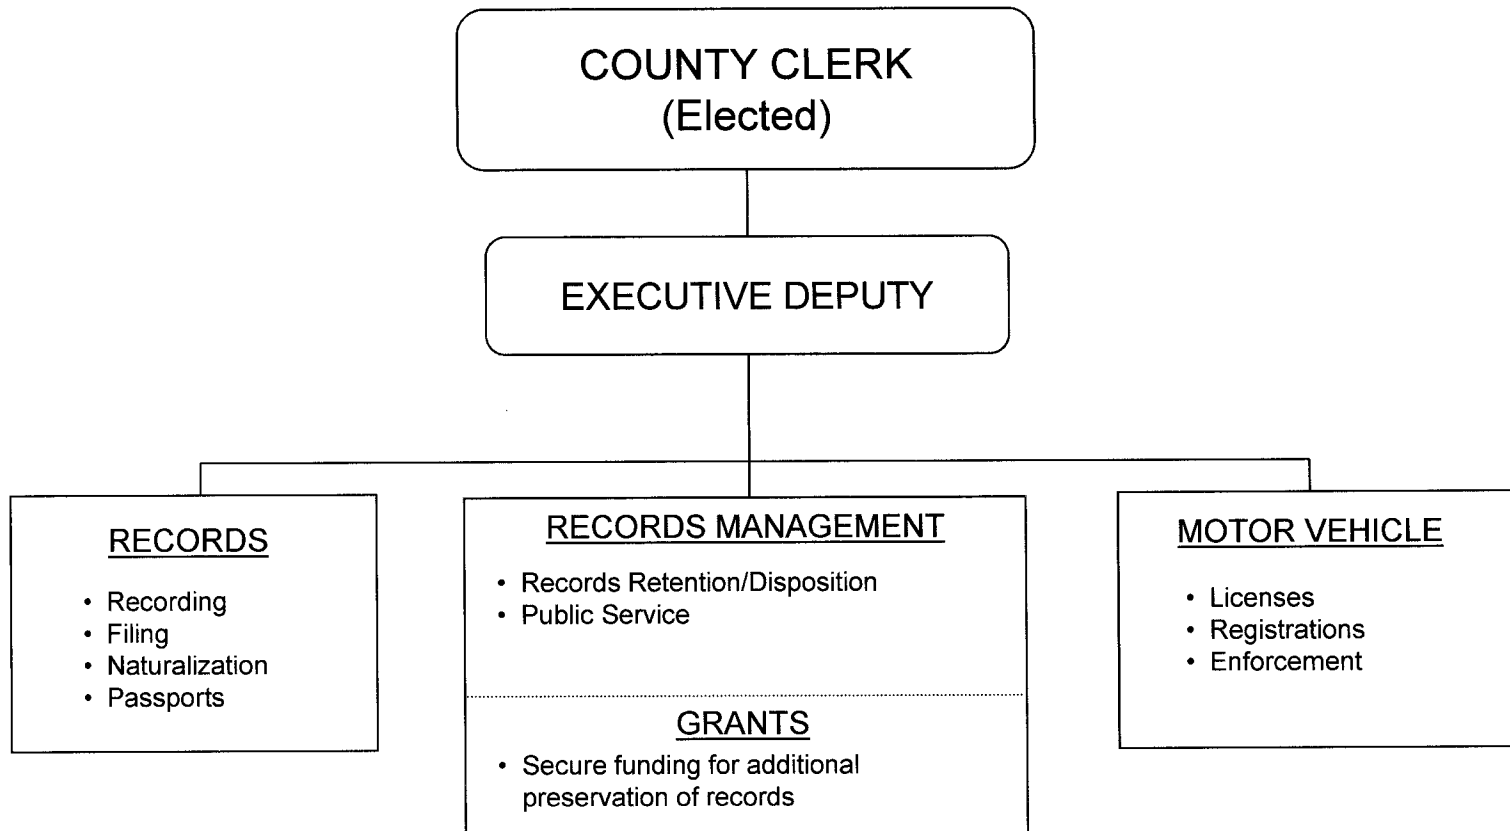 COUNTY CLERK
(Elected)
EXECUTIVE DEPUTY
RECORDS
• Recording
• Filing
• Naturalization
• Passports
RECORDS MANAGEMENT
• Records Retention/Disposition
• Public Service
GRANTS
• Secure funding for additional
preservation of records
MOTOR VEHICLE
• Licenses
• Registrations
• Enforcement